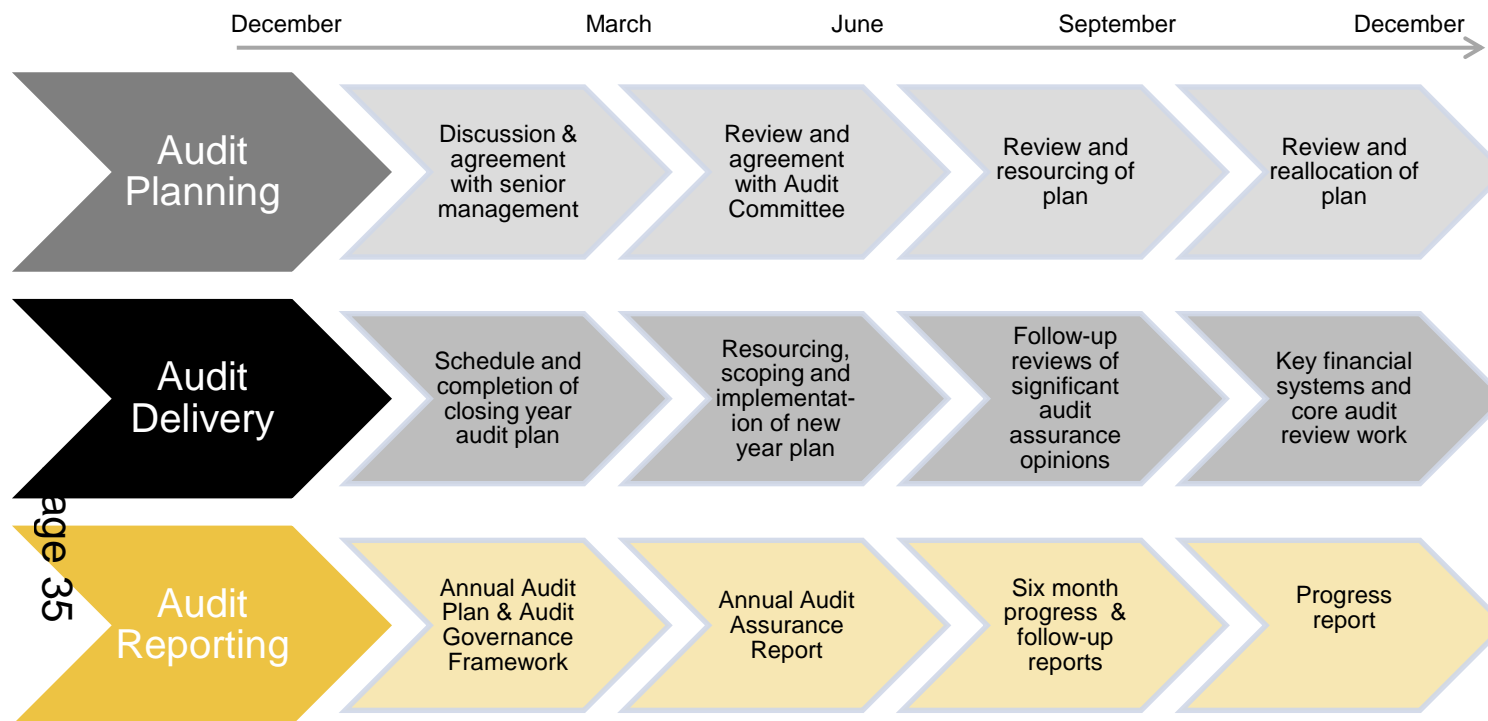 December March June September December
Audit
Planning
Discussion &
agreement
with senior
management
Review and
agreement
with Audit
Committee
Review and
resourcing of
plan
Review and
reallocation of
plan
Audit
Delivery
Schedule and
completion of
closing year
audit plan
Resourcing,
scoping and
implementat-
ion of new
year plan
Follow-up
reviews of
significant
audit
assurance
opinions
Key financial
systems and
core audit
review work
age 35
Audit
Reporting
Annual Audit
Plan & Audit
Governance
Framework
Annual Audit
Assurance
Report
Six month
progress &
follow-up
reports
Progress
report